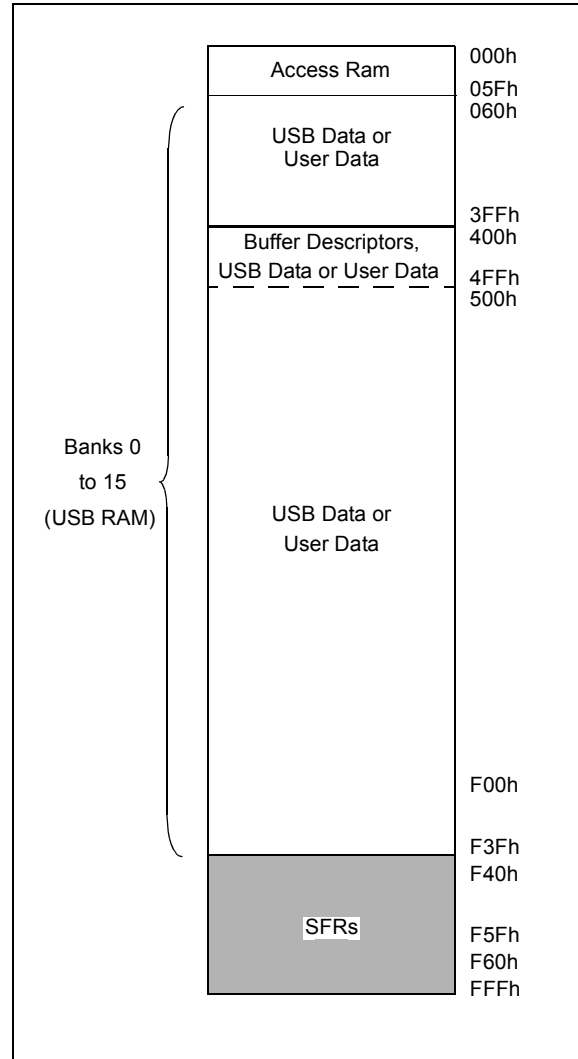 Access Ram
000h
05Fh
060h
USB Data or
User Data
3FFh
400h
Buffer Descriptors,
USB Data or User Data
4FFh
500h
Banks 0
to 15
(USB RAM)
USB Data or
User Data
F00h
F3Fh
F40h
SFRs
F5Fh
F60h
FFFh